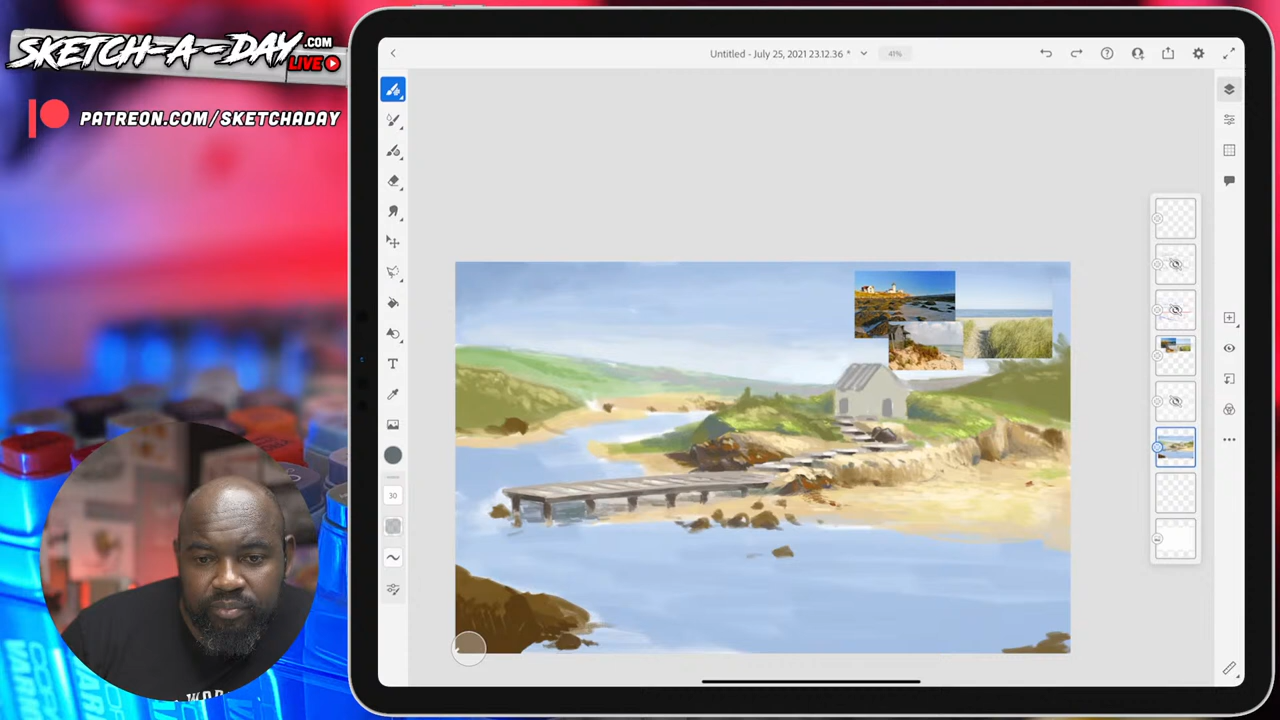 SKETCH-A-DAY.COM
LIVE
PATREON.COM/SKETCHADAY
Untitled - July 25, 2021 23.12.36 *
41%
T
30